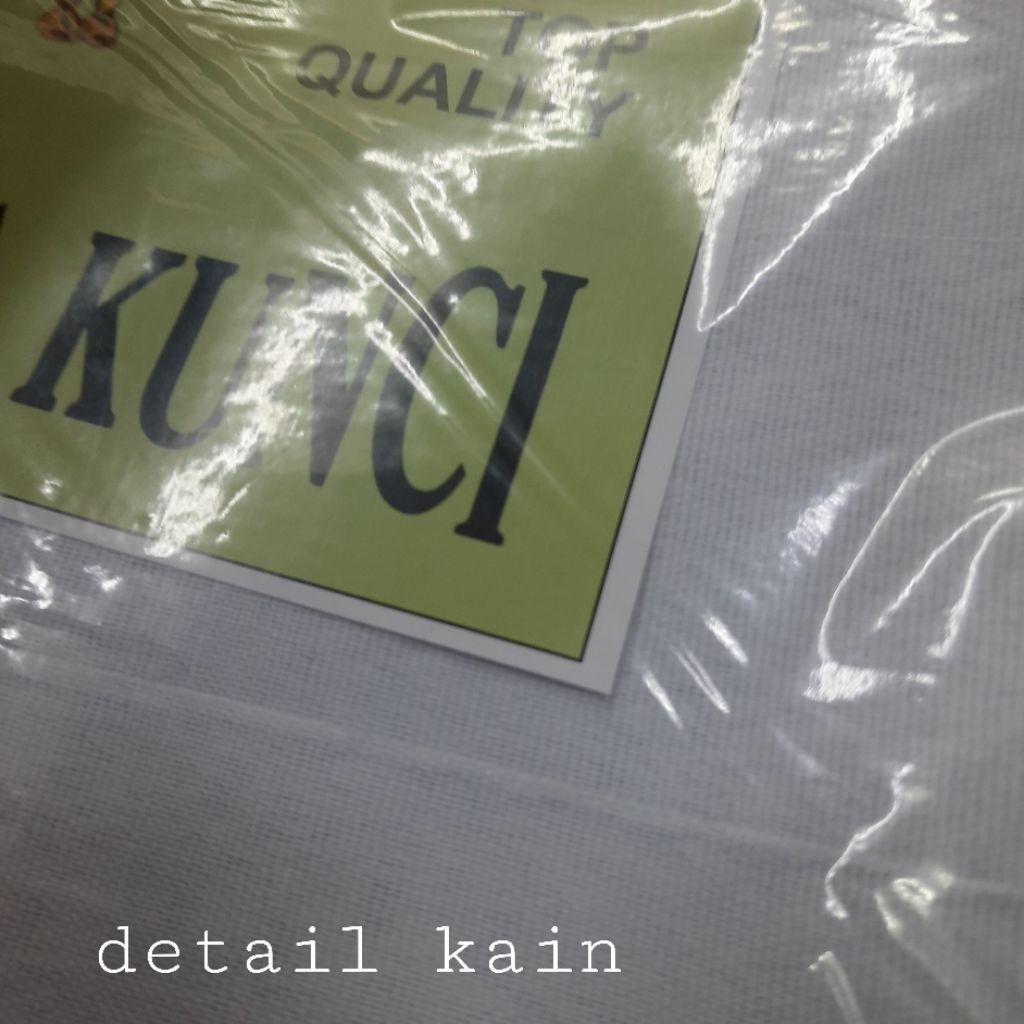 TOP
QUALITY
KUNCI
detail kain